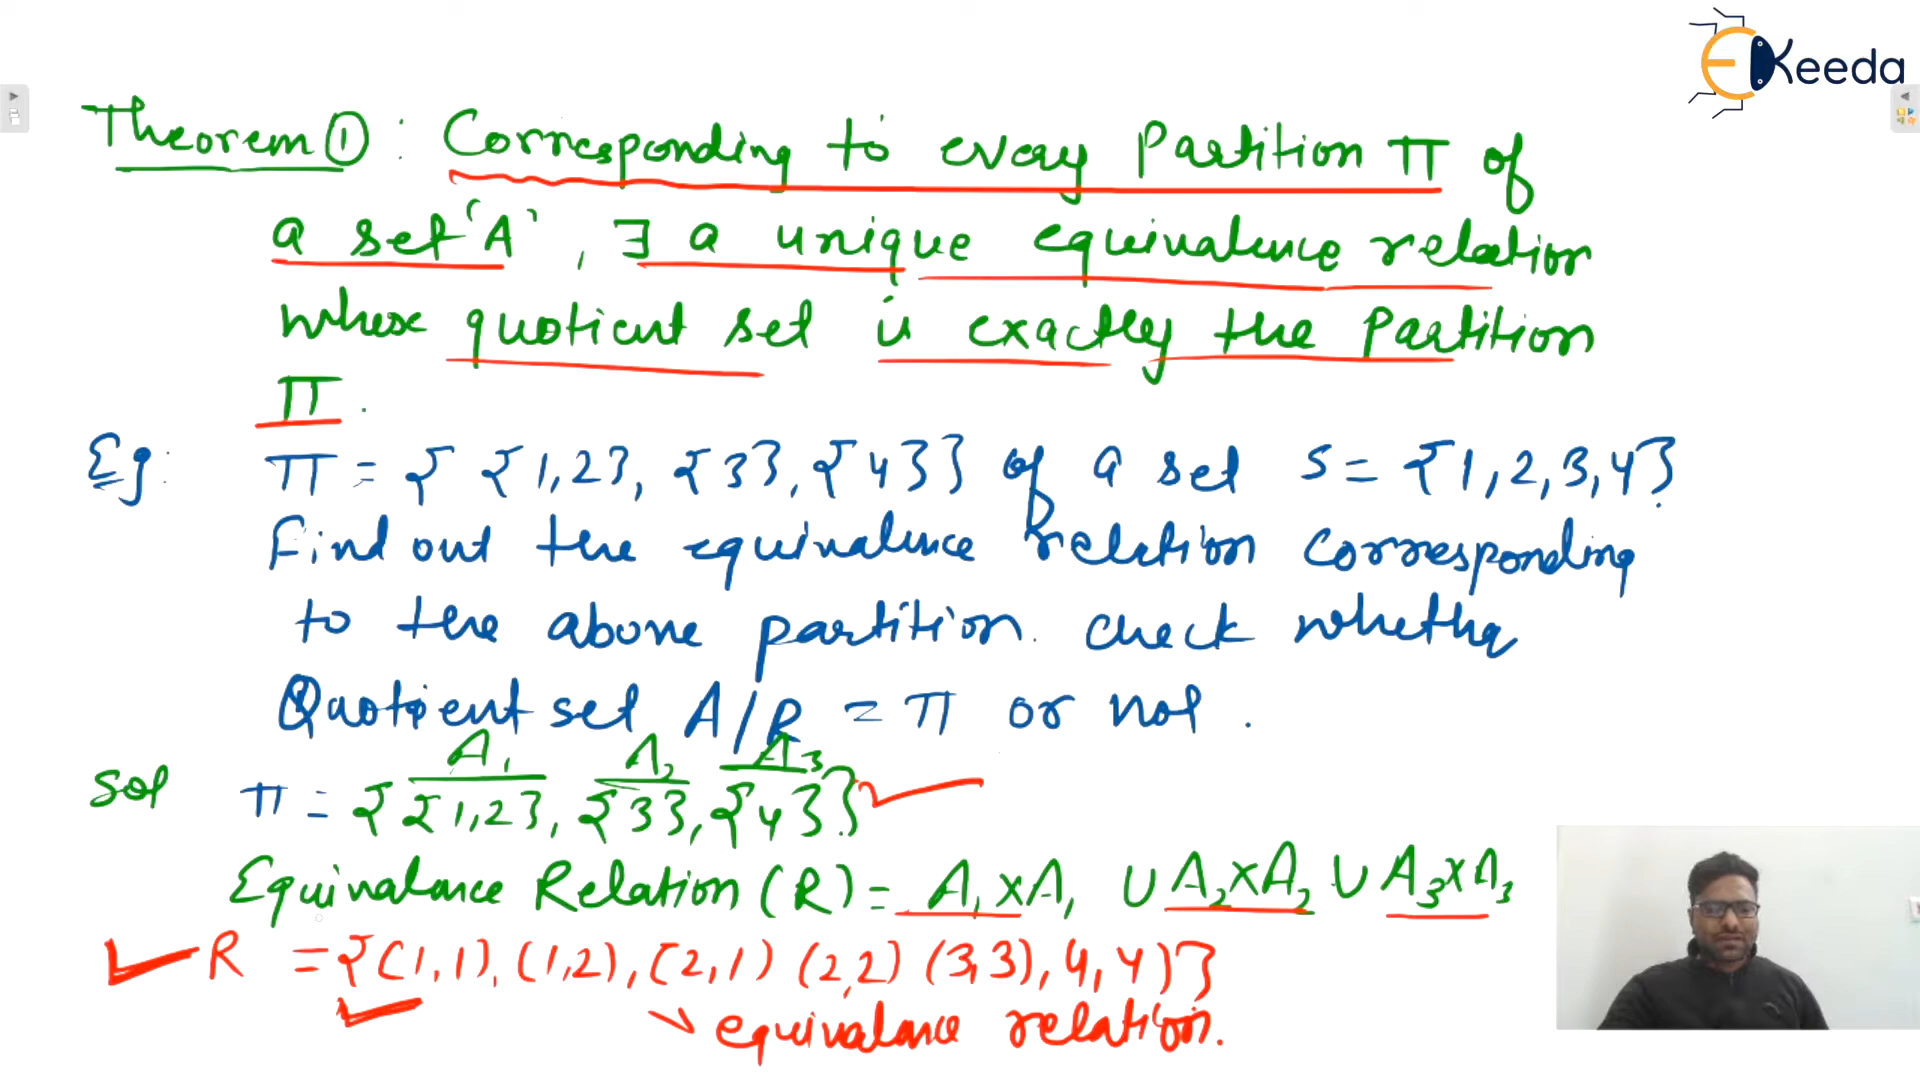 EKeeda
Theorem ① : Corresponding to every Partition π of
a set 'A' , ∃ a unique equivalence relation
whose quotient set is exactly the Partition
π .
Eg: π = { {1,2}, {3}, {4}} of a set S = {1,2,3,4}.
Find out the equivalence relation corresponding
to the above partition. check whether
Quotient set A/R = π or not .
Sol π = { {1,2}, {3}, {4}}
A₁ A₂ A₃
Equivalance Relation (R) = A₁ x A₁ ∪ A₂ x A₂ ∪ A₃ x A₃
R = { (1,1), (1,2), (2,1) (2,2) (3,3), 4,4) }
↘ equivalance relation.